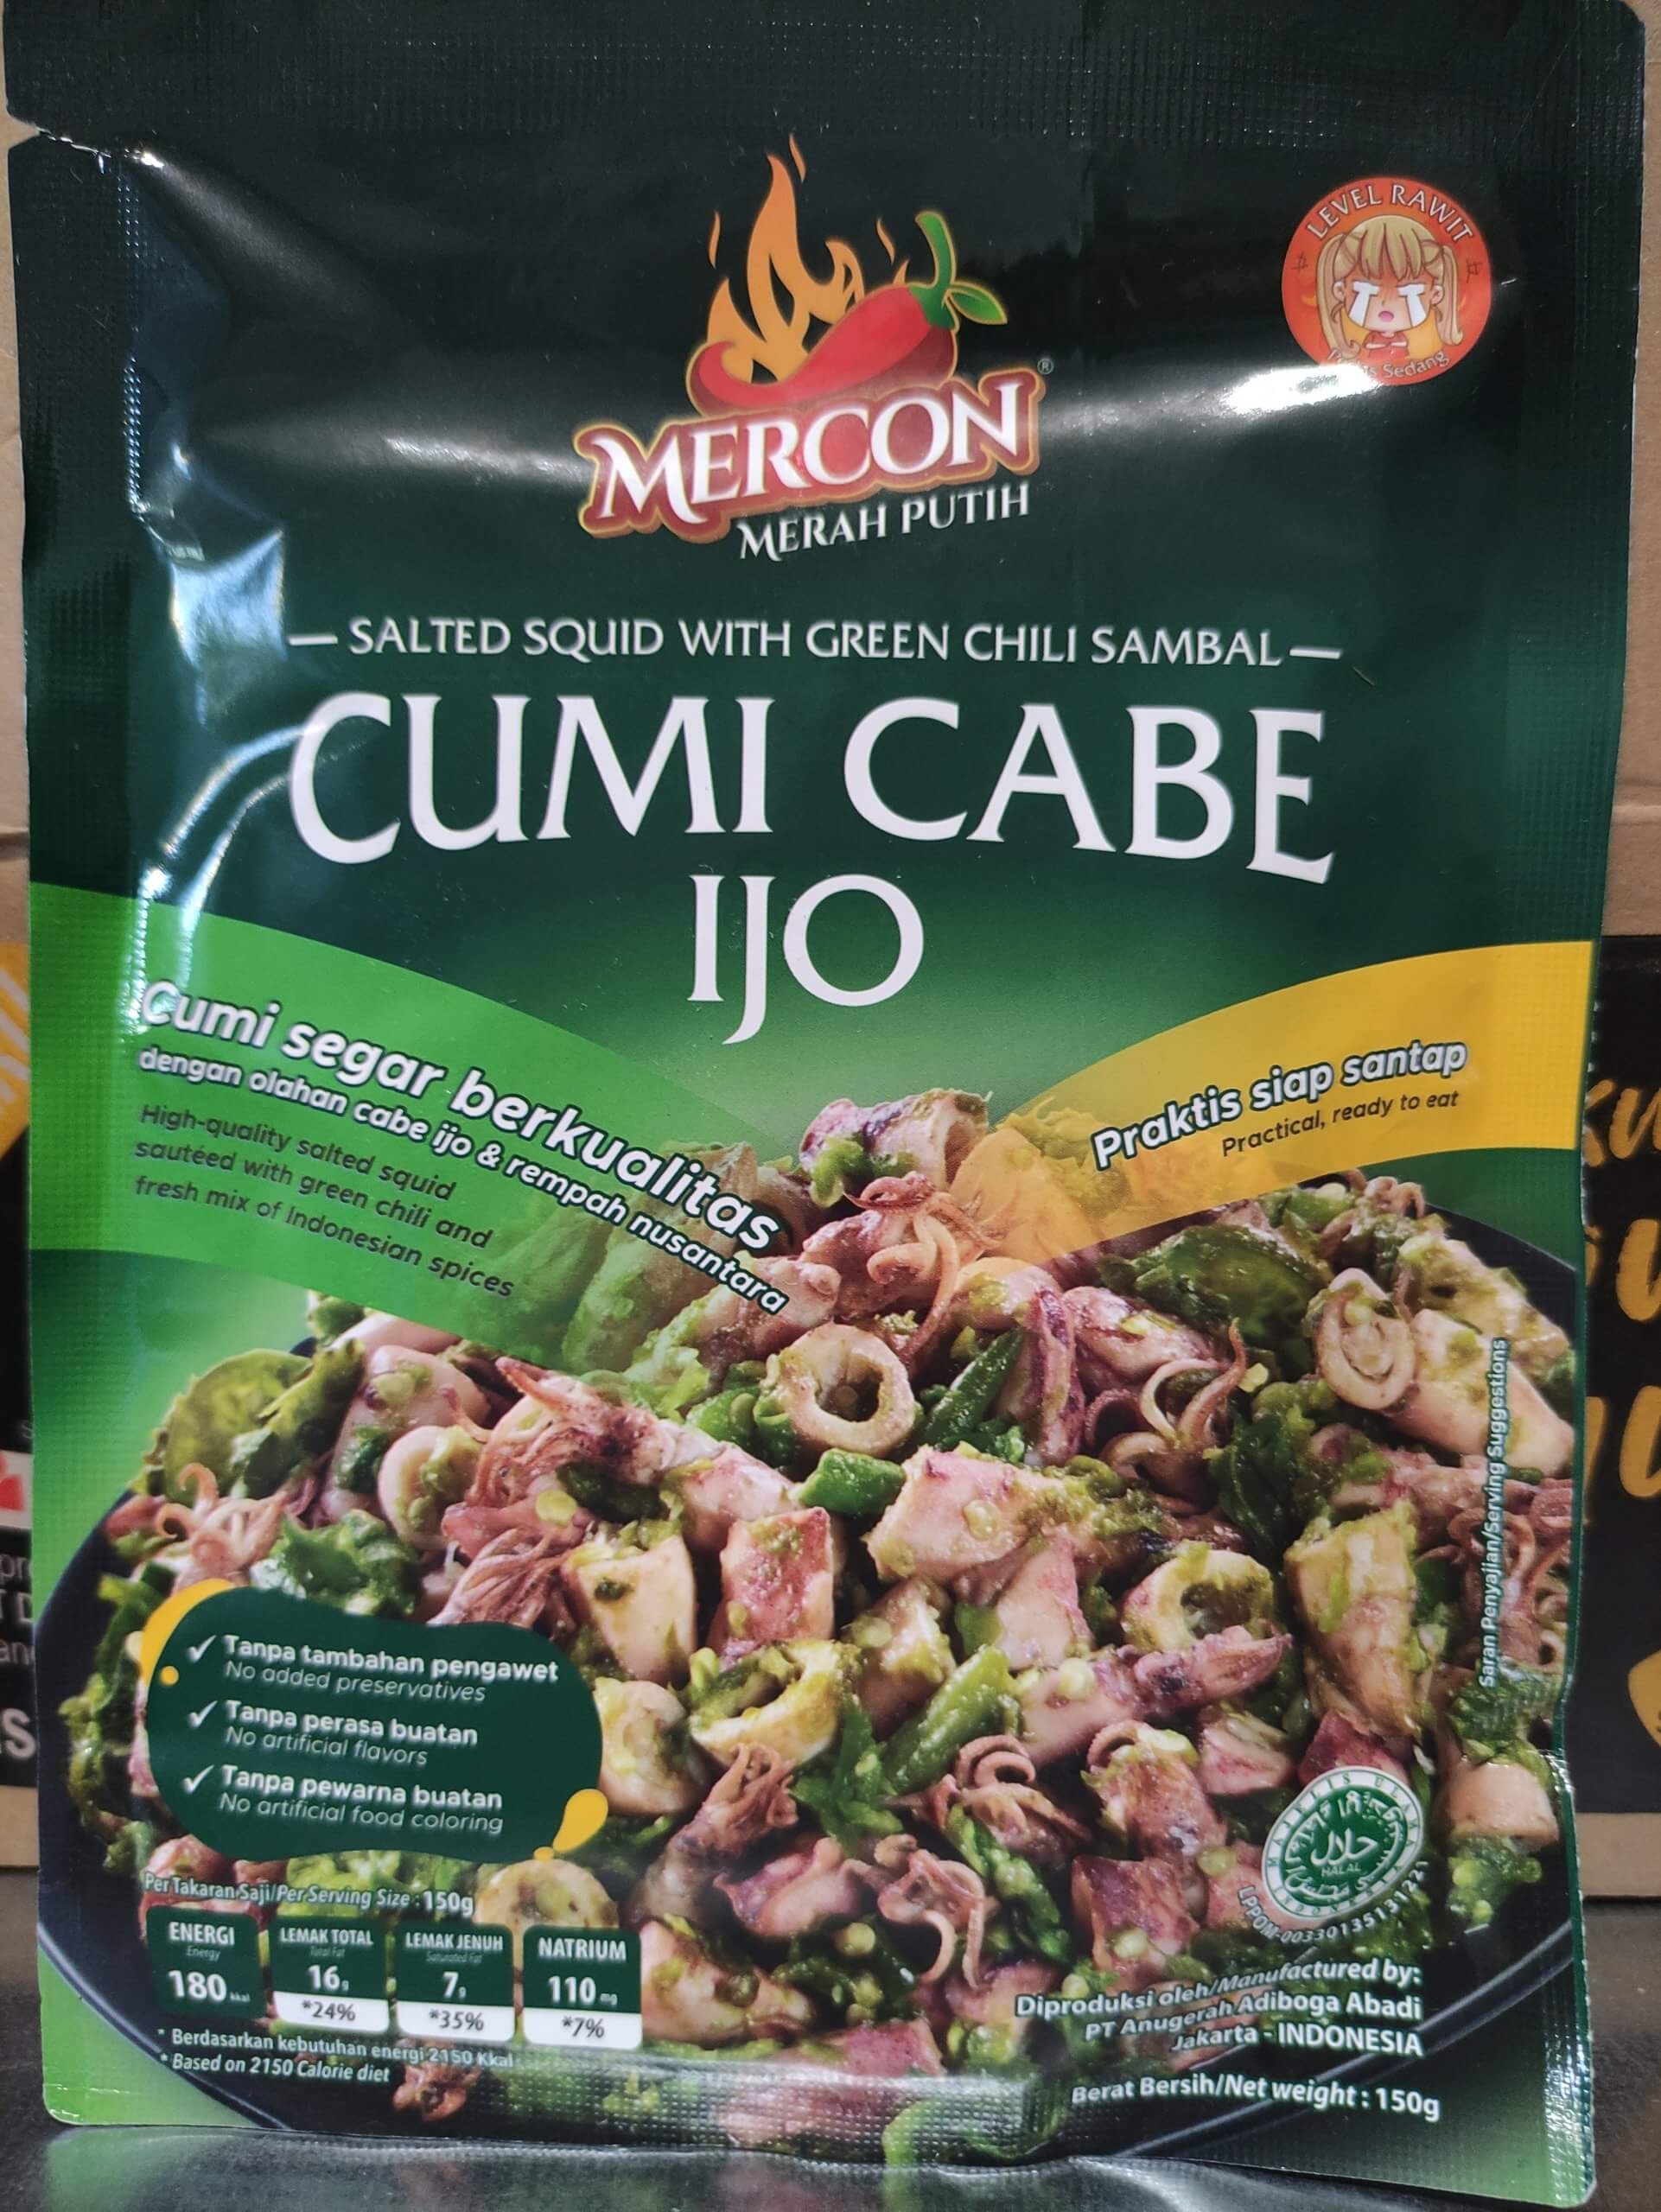 LEVEL RAWIT
Sedang
MERCON®
MERAH PUTIH
— SALTED SQUID WITH GREEN CHILI SAMBAL —
CUMI CABE
IJO
Cumi segar berkualitas
dengan olahan cabe ijo & rempah nusantara
High-quality salted squid
sautéed with green chili and
fresh mix of Indonesian spices
Praktis siap santap
Practical, ready to eat
Saran Penyajian/Serving Suggestions
✓ Tanpa tambahan pengawet
No added preservatives
✓ Tanpa perasa buatan
No artificial flavors
✓ Tanpa pewarna buatan
No artificial food coloring
Per Takaran Saji/Per Serving Size : 150g
ENERGI
Energy
180 kkal
LEMAK TOTAL
Total Fat
16g
*24%
LEMAK JENUH
Saturated Fat
7g
*35%
NATRIUM
110 mg
*7%
* Berdasarkan kebutuhan energi 2150 Kkal
* Based on 2150 Calorie diet
حلال
HALAL
LPPOM-00330135131221
Diproduksi oleh/Manufactured by:
PT Anugerah Adiboga Abadi
Jakarta - INDONESIA
Berat Bersih/Net weight : 150g